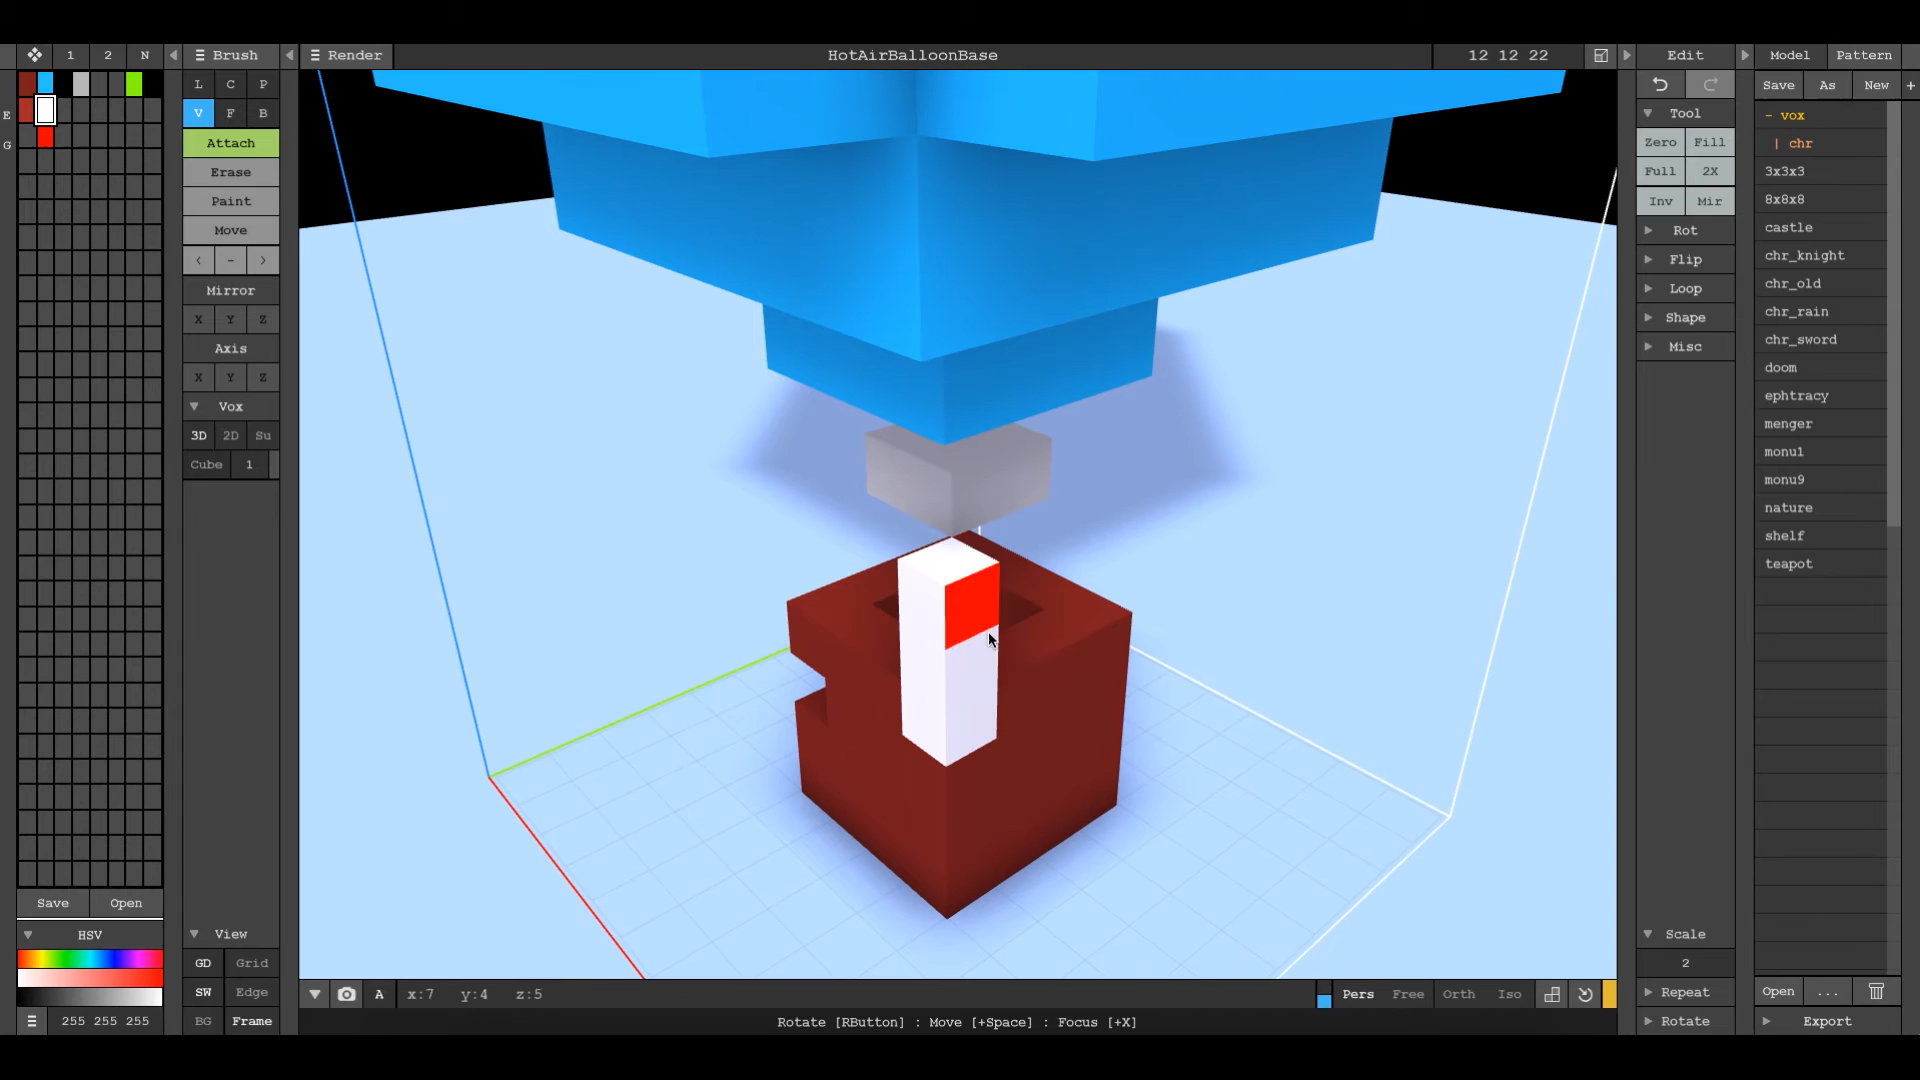 1 2 N Brush Render HotAirBalloonBase 12 12 22 Edit Model Pattern
L C P Save As New +
E V F B Tool - vox
G Attach Zero Fill | chr
Erase Full 2X 3x3x3
Paint Inv Mir 8x8x8
Move Rot castle
< - > Flip chr_knight
Mirror Loop chr_old
X Y Z Shape chr_rain
Axis Misc chr_sword
X Y Z doom
Vox ephtracy
3D 2D Su menger
Cube 1 monu1
monu9
nature
shelf
teapot
Save Open
HSV View Scale
GD Grid 2
SW Edge A x:7 y:4 z:5 Pers Free Orth Iso Repeat Open ...
255 255 255 BG Frame Rotate [RButton] : Move [+Space] : Focus [+X] Rotate Export